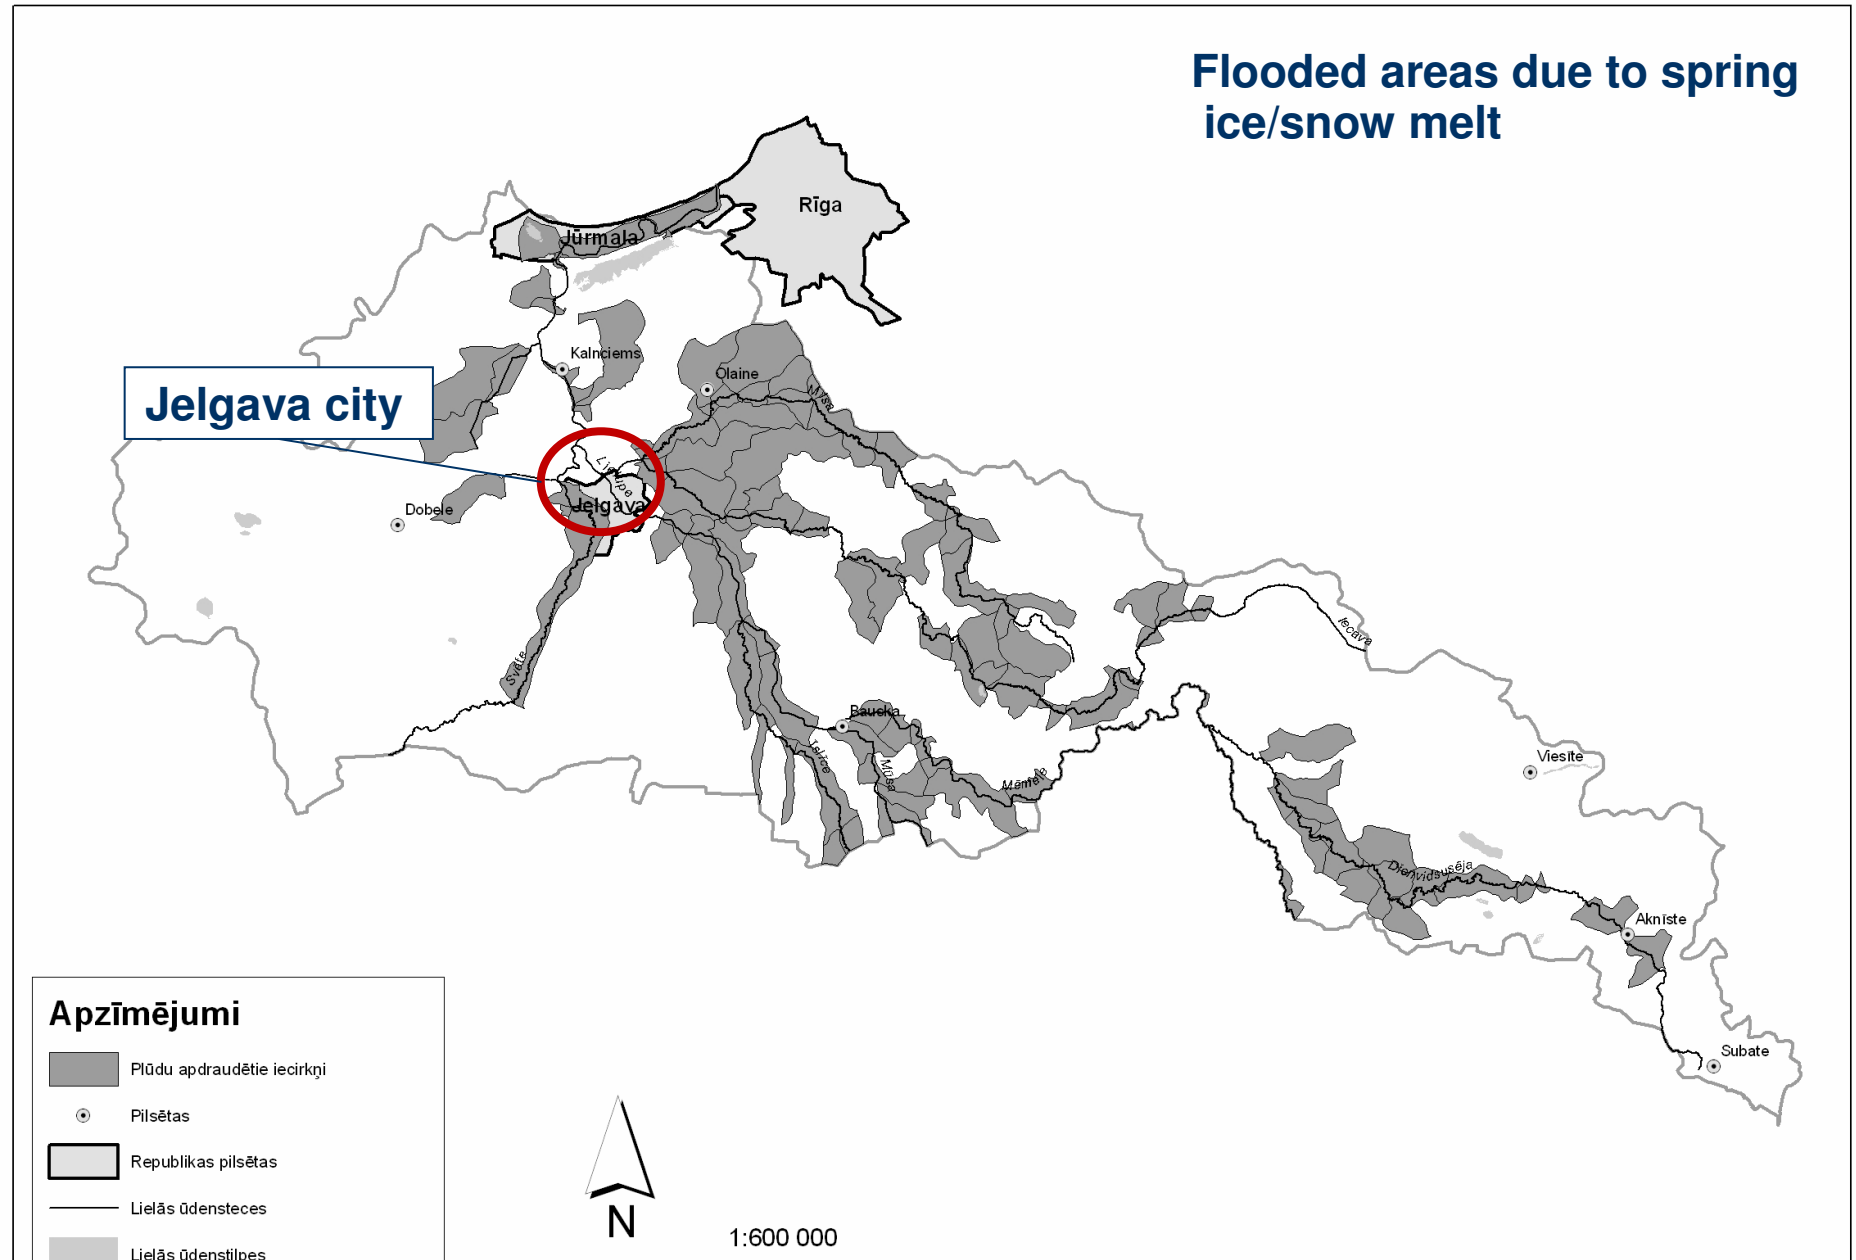 Flooded areas due to spring
ice/snow melt
Rīga
Jūrmala
Kalnciems
Olaine
Mysa
Jelgava city
Lielupe
Jelgava
Dobele
Iecava
Svēte
Bauska
Islīce
Mūsa
Mēmele
Viesīte
Dienvidsusēja
Aknīste
Subate
Apzīmējumi
Plūdu apdraudētie iecirkņi
Pilsētas
Republikas pilsētas
Lielās ūdensteces
Lielās ūdenstilpes
N
1:600 000